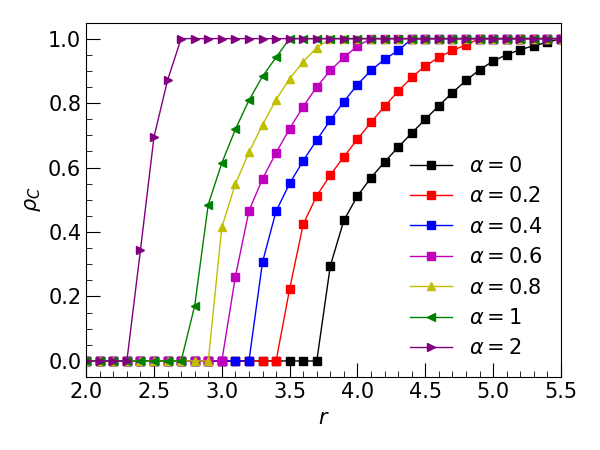 1.0
0.8
0.6
0.4
0.2
0.0
ρC
α = 0
α = 0.2
α = 0.4
α = 0.6
α = 0.8
α = 1
α = 2
2.0 2.5 3.0 3.5 4.0 4.5 5.0 5.5
r